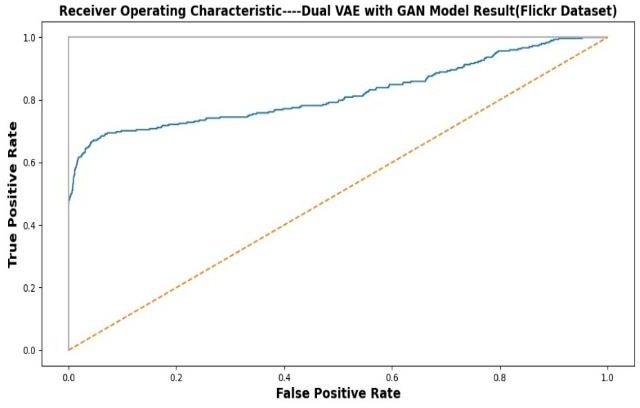 Receiver Operating Characteristic----Dual VAE with GAN Model Result(Flickr Dataset)
1.0
0.8
0.6
0.4
0.2
0.0
True Positive Rate
0.0 0.2 0.4 0.6 0.8 1.0
False Positive Rate